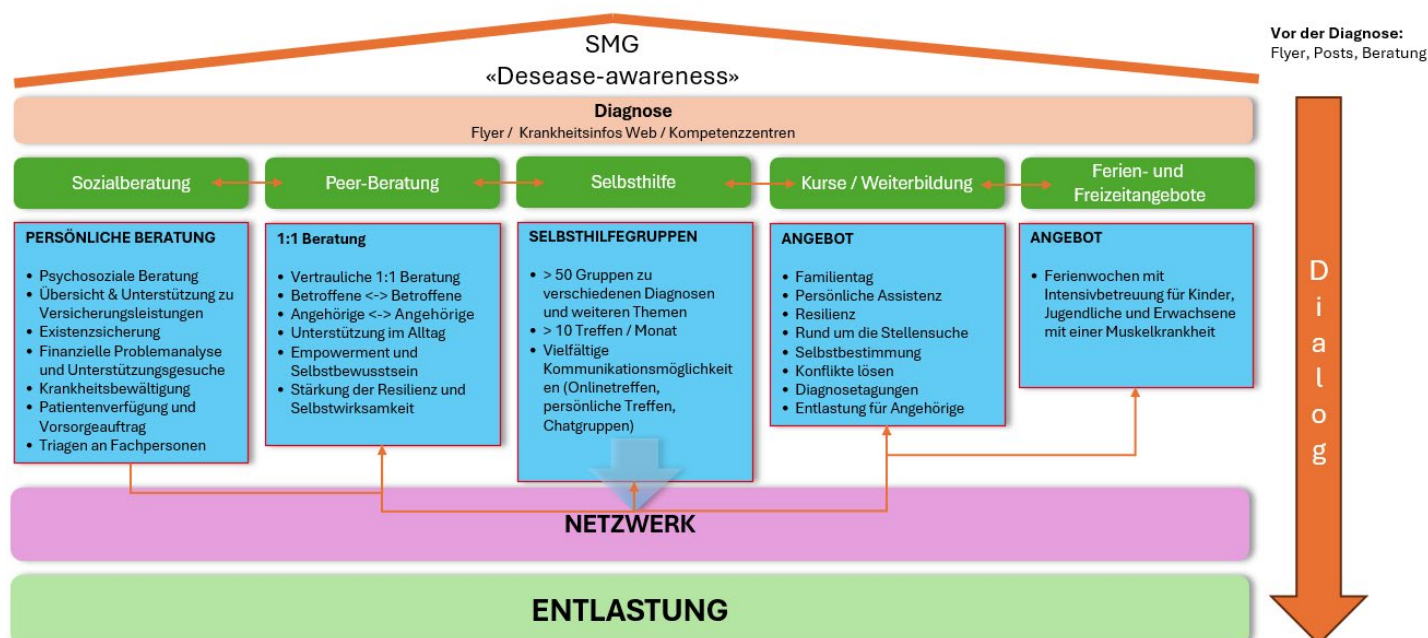 SMG
«Desease-awareness»
Vor der Diagnose:
Flyer, Posts, Beratung
Diagnose
Flyer / Krankheitsinfos Web / Kompetenzzentren
Sozialberatung
Peer-Beratung
Selbsthilfe
Kurse / Weiterbildung
Ferien- und
Freizeitangebote
PERSÖNLICHE BERATUNG
• Psychosoziale Beratung
• Übersicht & Unterstützung zu
Versicherungsleistungen
• Existenzsicherung
• Finanzielle Problemanalyse
und Unterstützungsgesuche
• Krankheitsbewältigung
• Patientenverfügung und
Vorsorgeauftrag
• Triagen an Fachpersonen
1:1 Beratung
• Vertrauliche 1:1 Beratung
• Betroffene <-> Betroffene
• Angehörige <-> Angehörige
• Unterstützung im Alltag
• Empowerment und
Selbstbewusstsein
• Stärkung der Resilienz und
Selbstwirksamkeit
SELBSTHILFEGRUPPEN
• > 50 Gruppen zu
verschiedenen Diagnosen
und weiteren Themen
• > 10 Treffen / Monat
• Vielfältige
Kommunikationsmöglichkeit
en (Onlinetreffen,
persönliche Treffen,
Chatgruppen)
ANGEBOT
• Familientag
• Persönliche Assistenz
• Resilienz
• Rund um die Stellensuche
• Selbstbestimmung
• Konflikte lösen
• Diagnosetagungen
• Entlastung für Angehörige
ANGEBOT
• Ferienwochen mit
Intensivbetreuung für Kinder,
Jugendliche und Erwachsene
mit einer Muskelkrankheit
Dialog
NETZWERK
ENTLASTUNG